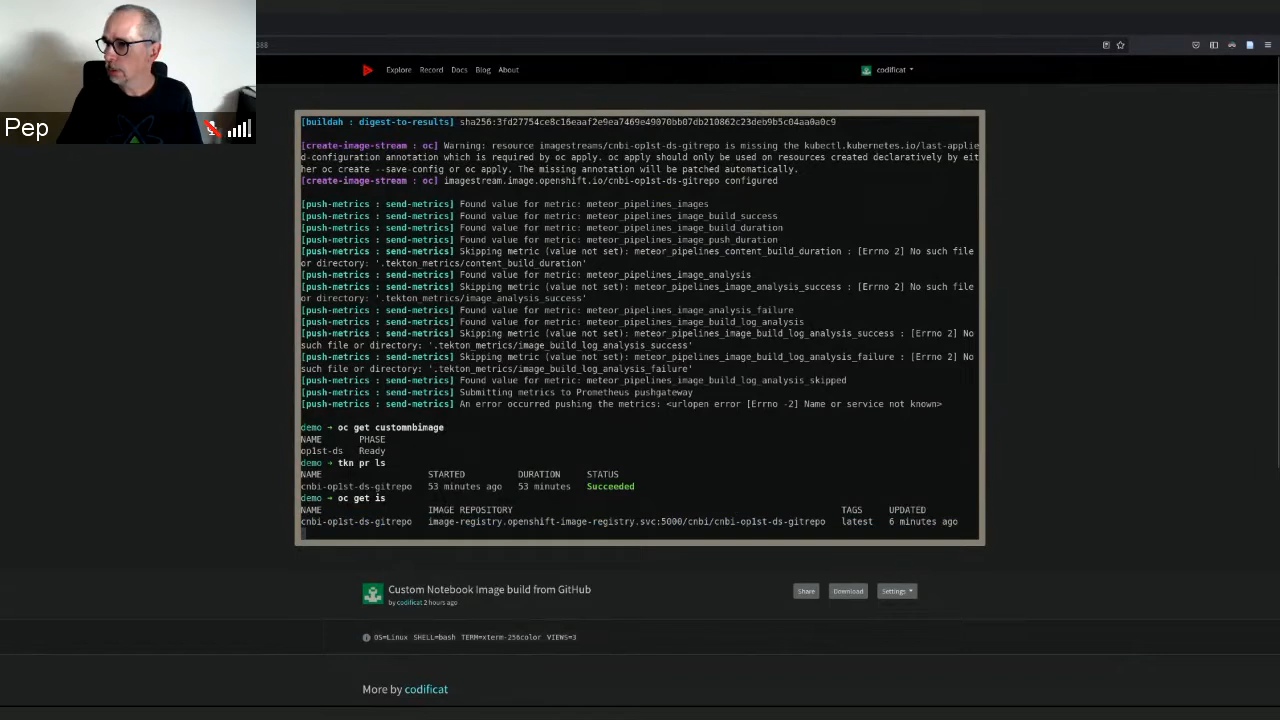 388
Explore Record Docs Blog About
codificat
Pep
[buildah : digest-to-results] sha256:3fd27754ce8c16eaaf2e9ea7469e49070bb07db210862c23deb9b5c04aa0a0c9
[create-image-stream : oc] Warning: resource imagestreams/cnbi-op1st-ds-gitrepo is missing the kubectl.kubernetes.io/last-applie
d-configuration annotation which is required by oc apply. oc apply should only be used on resources created declaratively by eit
her oc create --save-config or oc apply. The missing annotation will be patched automatically.
[create-image-stream : oc] imagestream.image.openshift.io/cnbi-op1st-ds-gitrepo configured
[push-metrics : send-metrics] Found value for metric: meteor_pipelines_images
[push-metrics : send-metrics] Found value for metric: meteor_pipelines_image_build_success
[push-metrics : send-metrics] Found value for metric: meteor_pipelines_image_build_duration
[push-metrics : send-metrics] Found value for metric: meteor_pipelines_image_push_duration
[push-metrics : send-metrics] Skipping metric (value not set): meteor_pipelines_content_build_duration : [Errno 2] No such file
or directory: '.tekton_metrics/content_build_duration'
[push-metrics : send-metrics] Found value for metric: meteor_pipelines_image_analysis
[push-metrics : send-metrics] Skipping metric (value not set): meteor_pipelines_image_analysis_success : [Errno 2] No such file
or directory: '.tekton_metrics/image_analysis_success'
[push-metrics : send-metrics] Found value for metric: meteor_pipelines_image_analysis_failure
[push-metrics : send-metrics] Found value for metric: meteor_pipelines_image_build_log_analysis
[push-metrics : send-metrics] Skipping metric (value not set): meteor_pipelines_image_build_log_analysis_success : [Errno 2] No
such file or directory: '.tekton_metrics/image_build_log_analysis_success'
[push-metrics : send-metrics] Skipping metric (value not set): meteor_pipelines_image_build_log_analysis_failure : [Errno 2] No
such file or directory: '.tekton_metrics/image_build_log_analysis_failure'
[push-metrics : send-metrics] Found value for metric: meteor_pipelines_image_build_log_analysis_skipped
[push-metrics : send-metrics] Submitting metrics to Prometheus pushgateway
[push-metrics : send-metrics] An error occurred pushing the metrics: <urlopen error [Errno -2] Name or service not known>
demo → oc get customnbimage
NAME PHASE
op1st-ds Ready
demo → tkn pr ls
NAME STARTED DURATION STATUS
cnbi-op1st-ds-gitrepo 53 minutes ago 53 minutes Succeeded
demo → oc get is
NAME IMAGE REPOSITORY TAGS UPDATED
cnbi-op1st-ds-gitrepo image-registry.openshift-image-registry.svc:5000/cnbi/cnbi-op1st-ds-gitrepo latest 6 minutes ago
Custom Notebook Image build from GitHub
by codificat 2 hours ago
Share Download Settings
OS=Linux SHELL=bash TERM=xterm-256color VIEWS=3
More by codificat